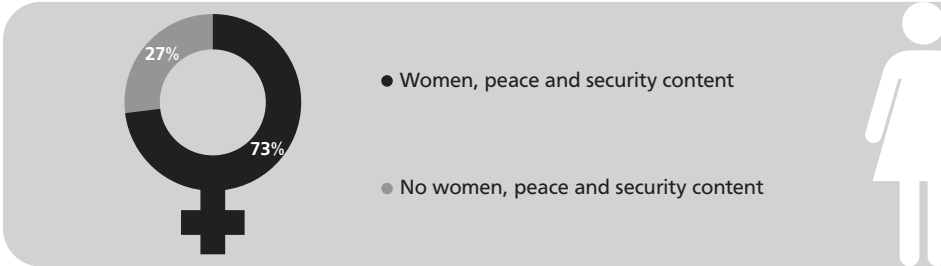 27%
73%
Women, peace and security content
No women, peace and security content